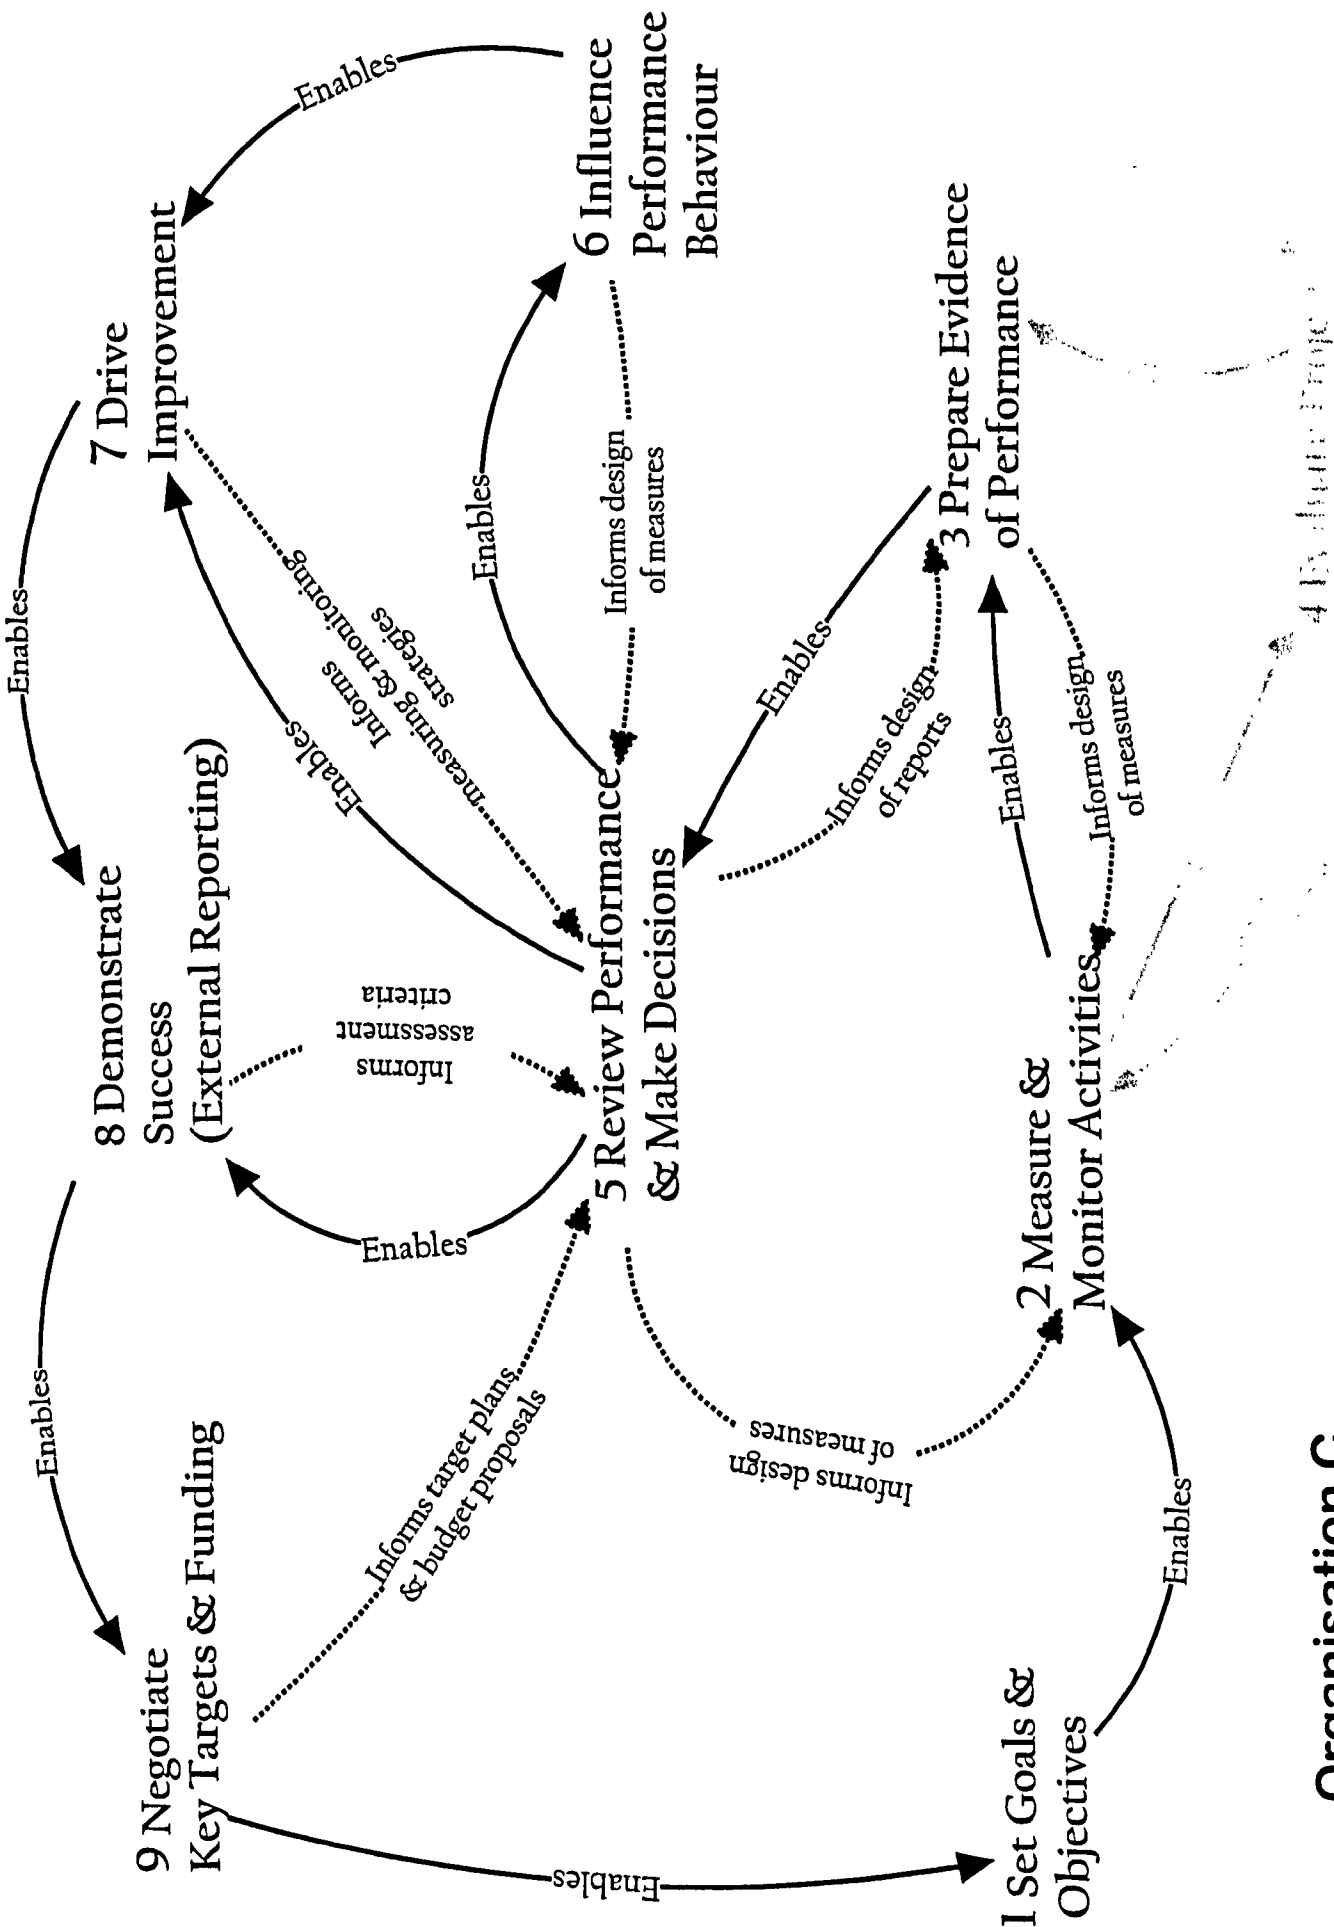 9 Negotiate
Key Targets & Funding
Enables
8 Demonstrate
Success
(External Reporting)
Enables
7 Drive
Improvement
Enables
Informs target plans
& budget proposals
Enables
Informs
assessment
criteria
Enables
Informs
measuring & monitoring
strategies
Enables
6 Influence
Performance
Behaviour
Enables
5 Review Performance
& Make Decisions
Informs design
of measures
Informs design
of measures
Enables
Informs design
of reports
1 Set Goals &
Objectives
Enables
2 Measure &
Monitor Activities
Enables
Informs design
of measures
3 Prepare Evidence
of Performance
Organisation